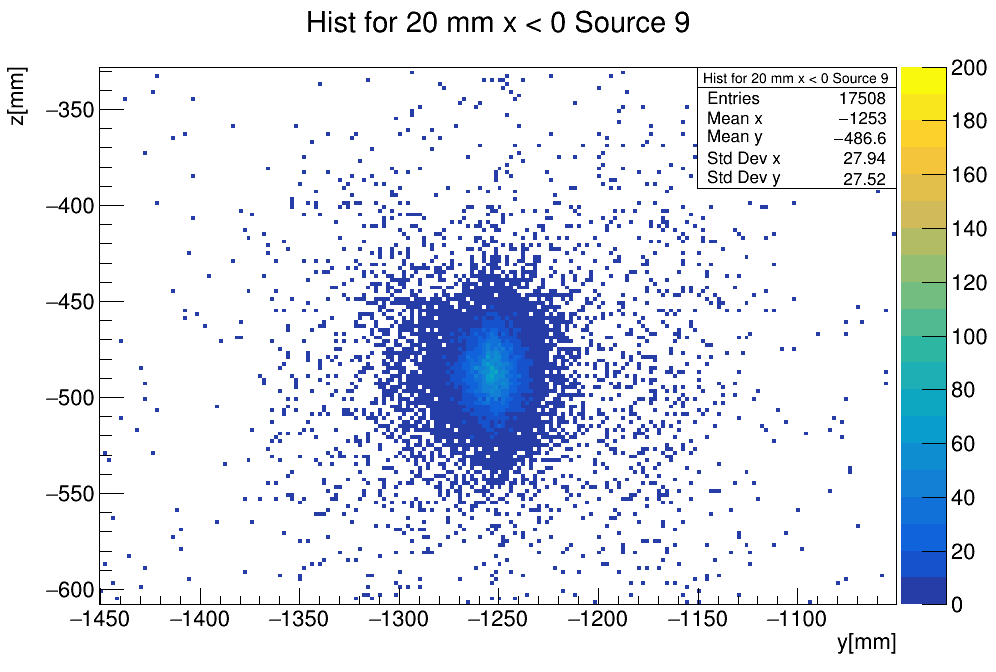 Hist for 20 mm x < 0 Source 9
z[mm]
−350
−400
−450
−500
−550
−600
Hist for 20 mm x < 0 Source 9
Entries 17508
Mean x −1253
Mean y −486.6
Std Dev x 27.94
Std Dev y 27.52
200
180
160
140
120
100
80
60
40
20
0
−1450 −1400 −1350 −1300 −1250 −1200 −1150 −1100
y[mm]